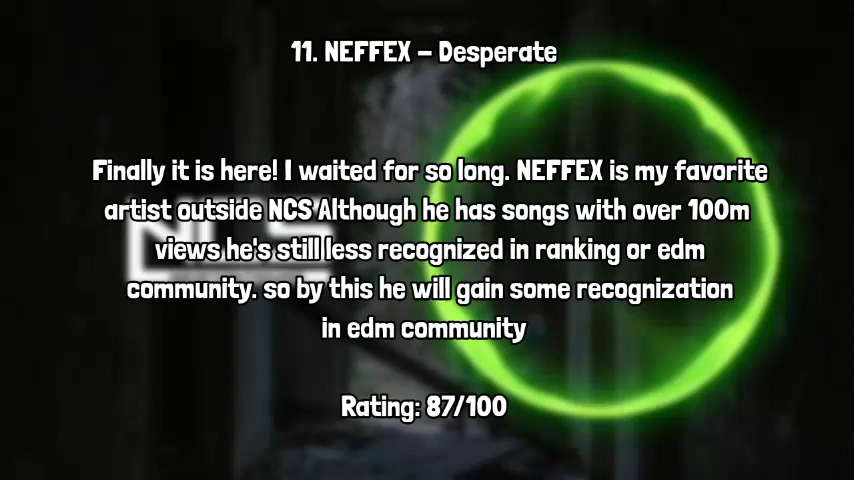 11. NEFFEX – Desperate
Finally it is here! I waited for so long. NEFFEX is my favorite
artist outside NCS Although he has songs with over 100m
views he's still less recognized in ranking or edm
community. so by this he will gain some recognization
in edm community
NCS
Rating: 87/100